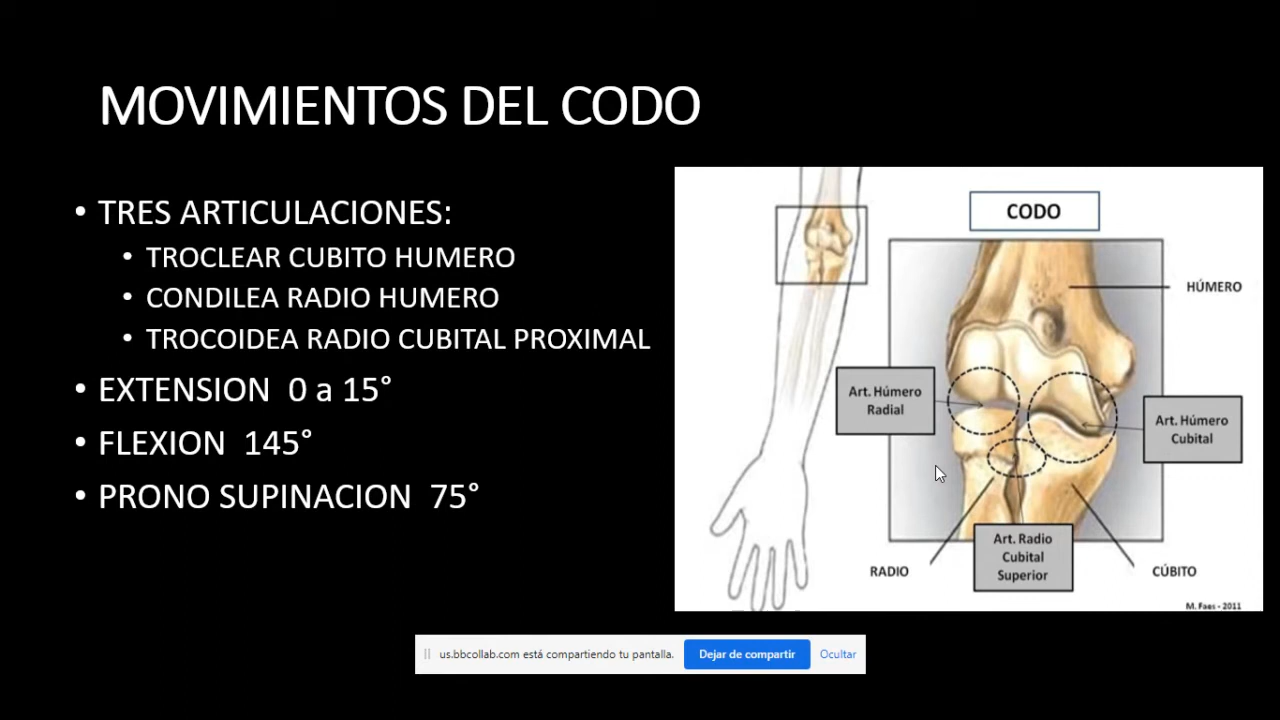 MOVIMIENTOS DEL CODO
• TRES ARTICULACIONES:
• TROCLEAR CUBITO HUMERO
• CONDILEA RADIO HUMERO
• TROCOIDEA RADIO CUBITAL PROXIMAL
• EXTENSION 0 a 15°
• FLEXION 145°
• PRONO SUPINACION 75°
CODO
HÚMERO
Art. Húmero
Radial
Art. Húmero
Cubital
Art. Radio
Cubital
Superior
RADIO
CÚBITO
M. Faes - 2011
us.bbcollab.com está compartiendo tu pantalla.
Dejar de compartir
Ocultar